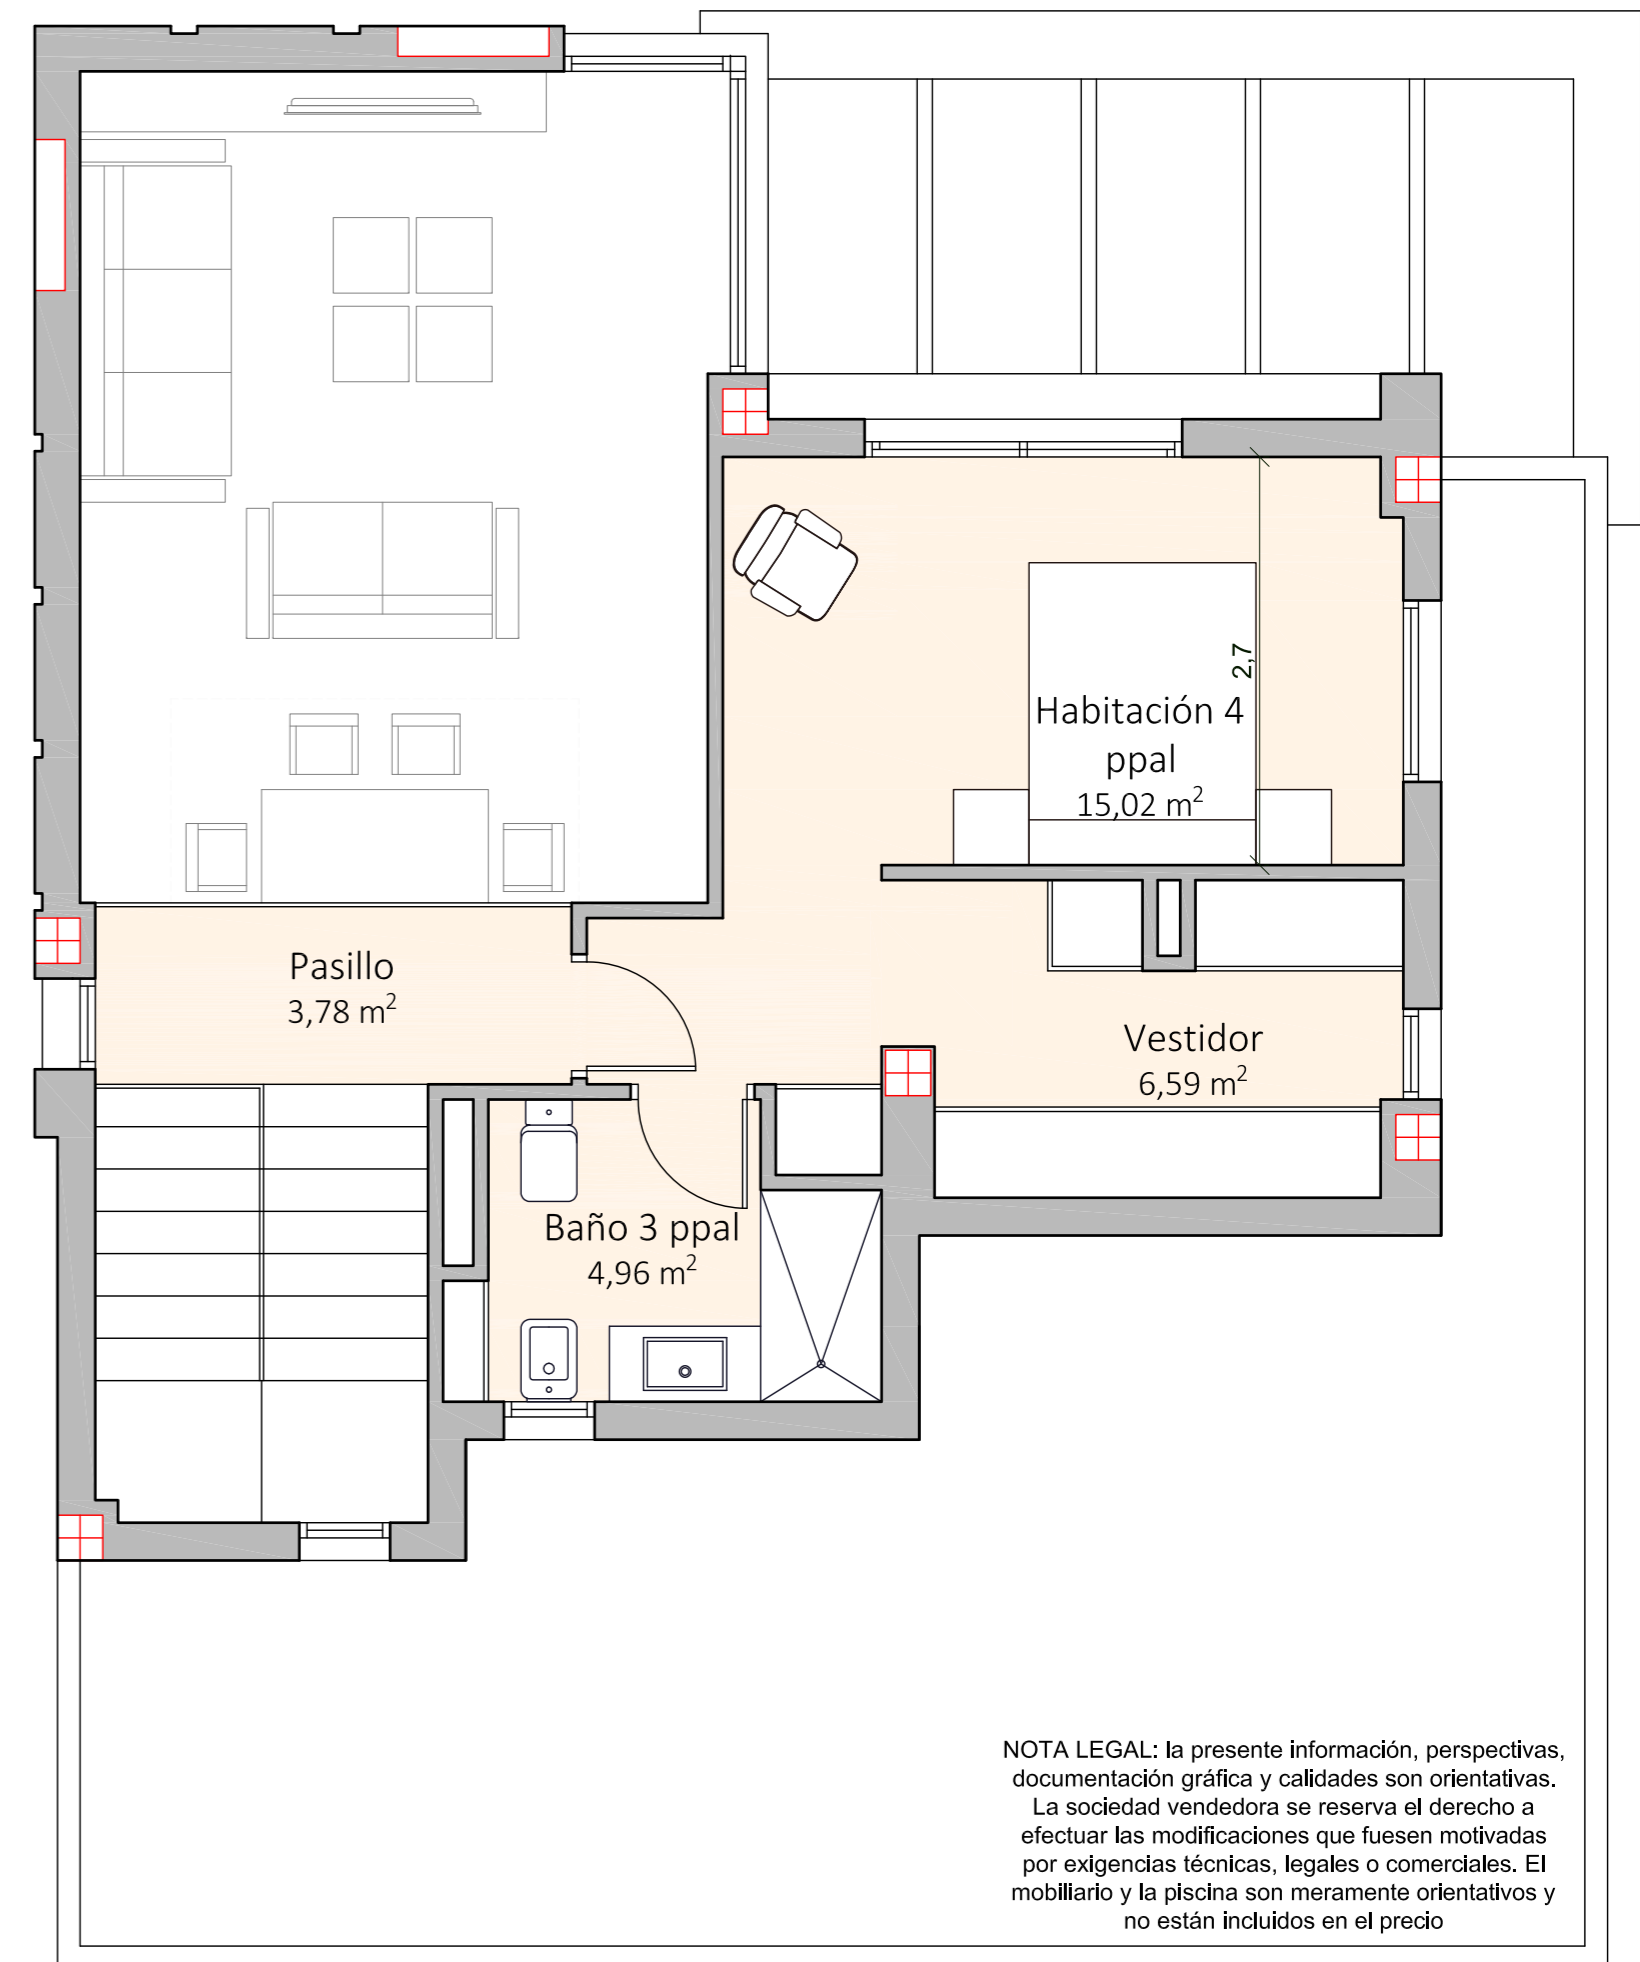 2,7
Habitación 4
ppal
15,02 m²
Pasillo
3,78 m²
Vestidor
6,59 m²
Baño 3 ppal
4,96 m²
NOTA LEGAL: la presente información, perspectivas,
documentación gráfica y calidades son orientativas.
La sociedad vendedora se reserva el derecho a
efectuar las modificaciones que fuesen motivadas
por exigencias técnicas, legales o comerciales. El
mobiliario y la piscina son meramente orientativos y
no están incluidos en el precio